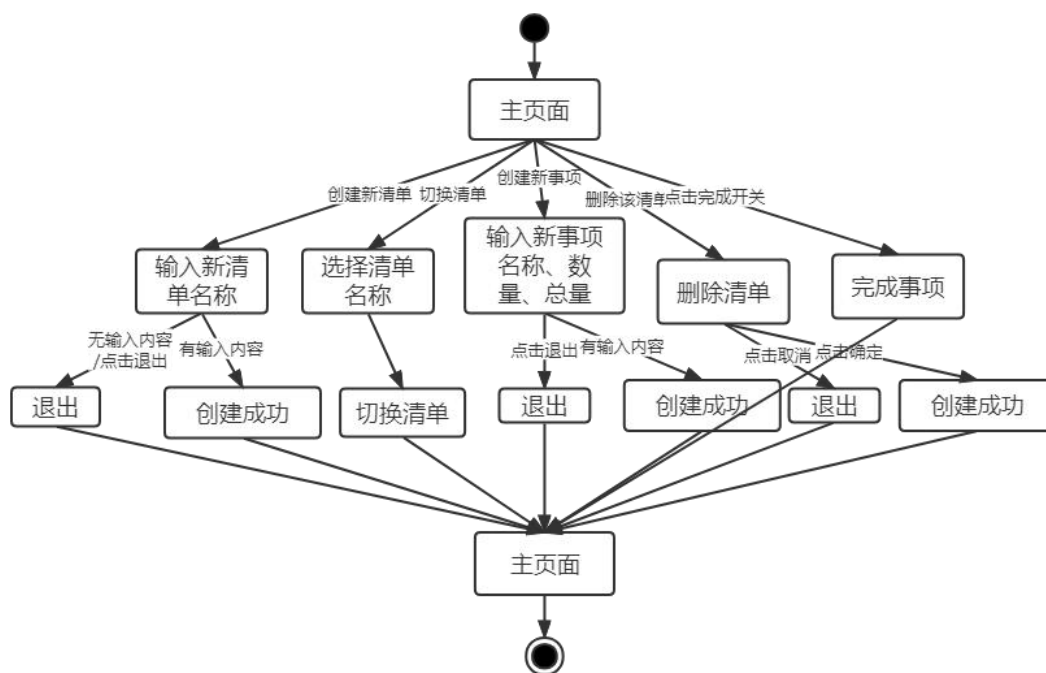 主页面
创建新清单
切换清单
创建新事项
删除该清单
点击完成开关
输入新清
单名称
选择清单
名称
输入新事项
名称、数
量、总量
删除清单
完成事项
无输入内容
/点击退出
有输入内容
点击退出
有输入内容
点击取消
点击确定
退出
创建成功
切换清单
退出
创建成功
退出
创建成功
主页面